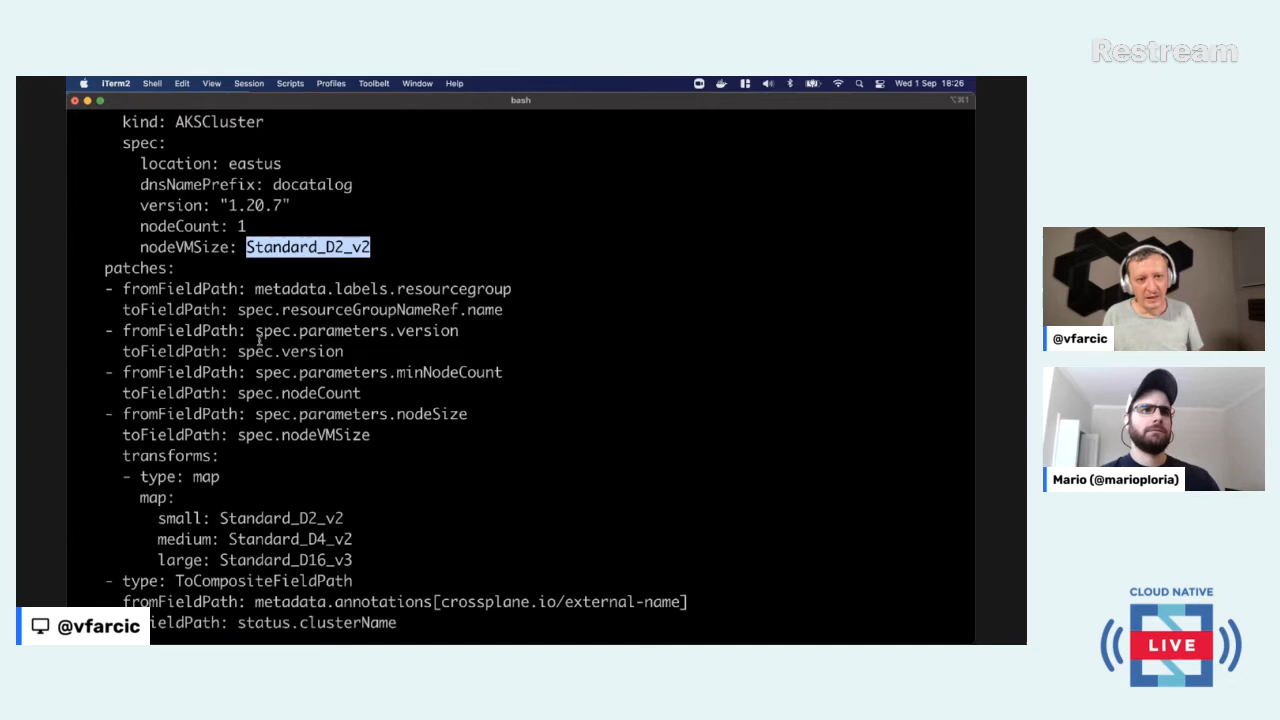 Restream
iTerm2 Shell Edit View Session Scripts Profiles Toolbelt Window Help Wed 1 Sep 18:26
bash ⌥⌘1
kind: AKSCluster
spec:
location: eastus
dnsNamePrefix: docatalog
version: "1.20.7"
nodeCount: 1
nodeVMSize: Standard_D2_v2
patches:
- fromFieldPath: metadata.labels.resourcegroup
toFieldPath: spec.resourceGroupNameRef.name
- fromFieldPath: spec.parameters.version
toFieldPath: spec.version
- fromFieldPath: spec.parameters.minNodeCount
toFieldPath: spec.nodeCount
- fromFieldPath: spec.parameters.nodeSize
toFieldPath: spec.nodeVMSize
transforms:
- type: map
map:
small: Standard_D2_v2
medium: Standard_D4_v2
large: Standard_D16_v3
- type: ToCompositeFieldPath
fromFieldPath: metadata.annotations[crossplane.io/external-name]
ieldPath: status.clusterName
@vfarcic
@vfarcic
Mario (@marioploria)
CLOUD NATIVE
LIVE